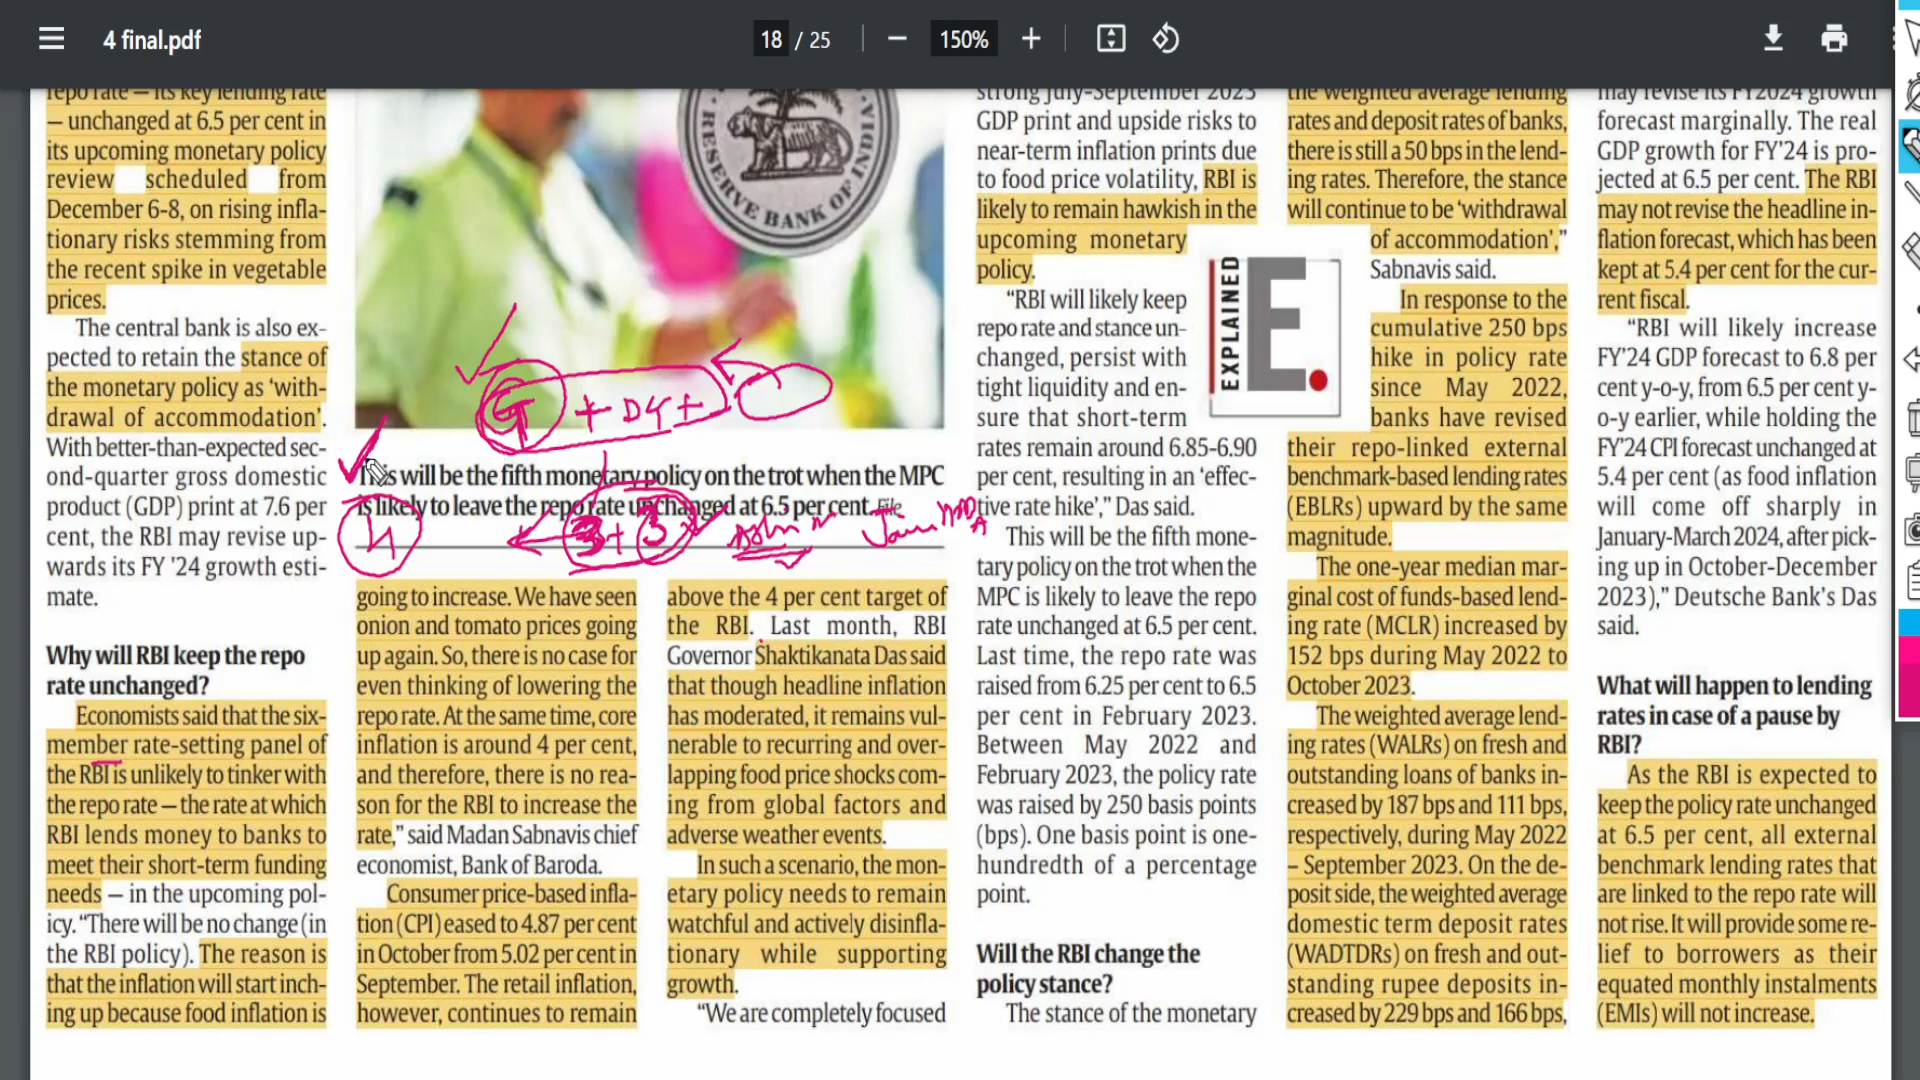 4 final.pdf
18 / 25
150%
repo rate — its key lending rate
— unchanged at 6.5 per cent in
its upcoming monetary policy
review scheduled from
December 6-8, on rising infla-
tionary risks stemming from
the recent spike in vegetable
prices.
The central bank is also ex-
pected to retain the stance of
the monetary policy as ‘with-
drawal of accommodation’.
With better-than-expected sec-
ond-quarter gross domestic
product (GDP) print at 7.6 per
cent, the RBI may revise up-
wards its FY ’24 growth esti-
mate.
Why will RBI keep the repo
rate unchanged?
Economists said that the six-
member rate-setting panel of
the RBI is unlikely to tinker with
the repo rate — the rate at which
RBI lends money to banks to
meet their short-term funding
needs — in the upcoming pol-
icy. “There will be no change (in
the RBI policy). The reason is
that the inflation will start inch-
ing up because food inflation is
RESERVE BANK OF INDIA
G + DY +
This will be the fifth monetary policy on the trot when the MPC
is likely to leave the repo rate unchanged at 6.5 per cent. File
4
3 + 3
going to increase. We have seen
onion and tomato prices going
up again. So, there is no case for
even thinking of lowering the
repo rate. At the same time, core
inflation is around 4 per cent,
and therefore, there is no rea-
son for the RBI to increase the
rate,” said Madan Sabnavis chief
economist, Bank of Baroda.
Consumer price-based infla-
tion (CPI) eased to 4.87 per cent
in October from 5.02 per cent in
September. The retail inflation,
however, continues to remain
above the 4 per cent target of
the RBI. Last month, RBI
Governor Shaktikanata Das said
that though headline inflation
has moderated, it remains vul-
nerable to recurring and over-
lapping food price shocks com-
ing from global factors and
adverse weather events.
In such a scenario, the mon-
etary policy needs to remain
watchful and actively disinfla-
tionary while supporting
growth.
“We are completely focused
strong July-September 2023
GDP print and upside risks to
near-term inflation prints due
to food price volatility, RBI is
likely to remain hawkish in the
upcoming monetary
policy.
“RBI will likely keep
repo rate and stance un-
changed, persist with
tight liquidity and en-
sure that short-term
rates remain around 6.85-6.90
per cent, resulting in an ‘effec-
tive rate hike’,” Das said.
This will be the fifth mone-
tary policy on the trot when the
MPC is likely to leave the repo
rate unchanged at 6.5 per cent.
Last time, the repo rate was
raised from 6.25 per cent to 6.5
per cent in February 2023.
Between May 2022 and
February 2023, the policy rate
was raised by 250 basis points
(bps). One basis point is one-
hundredth of a percentage
point.
Will the RBI change the
policy stance?
The stance of the monetary
EXPLAINED
E.
the weighted average lending
rates and deposit rates of banks,
there is still a 50 bps in the lend-
ing rates. Therefore, the stance
will continue to be ‘withdrawal
of accommodation’,”
Sabnavis said.
In response to the
cumulative 250 bps
hike in policy rate
since May 2022,
banks have revised
their repo-linked external
benchmark-based lending rates
(EBLRs) upward by the same
magnitude.
The one-year median mar-
ginal cost of funds-based lend-
ing rate (MCLR) increased by
152 bps during May 2022 to
October 2023.
The weighted average lend-
ing rates (WALRs) on fresh and
outstanding loans of banks in-
creased by 187 bps and 111 bps,
respectively, during May 2022
– September 2023. On the de-
posit side, the weighted average
domestic term deposit rates
(WADTDRs) on fresh and out-
standing rupee deposits in-
creased by 229 bps and 166 bps,
may revise its FY2024 growth
forecast marginally. The real
GDP growth for FY’24 is pro-
jected at 6.5 per cent. The RBI
may not revise the headline in-
flation forecast, which has been
kept at 5.4 per cent for the cur-
rent fiscal.
“RBI will likely increase
FY’24 GDP forecast to 6.8 per
cent y-o-y, from 6.5 per cent y-
o-y earlier, while holding the
FY’24 CPI forecast unchanged at
5.4 per cent (as food inflation
will come off sharply in
January-March 2024, after pick-
ing up in October-December
2023),” Deutsche Bank’s Das
said.
What will happen to lending
rates in case of a pause by
RBI?
As the RBI is expected to
keep the policy rate unchanged
at 6.5 per cent, all external
benchmark lending rates that
are linked to the repo rate will
not rise. It will provide some re-
lief to borrowers as their
equated monthly instalments
(EMIs) will not increase.